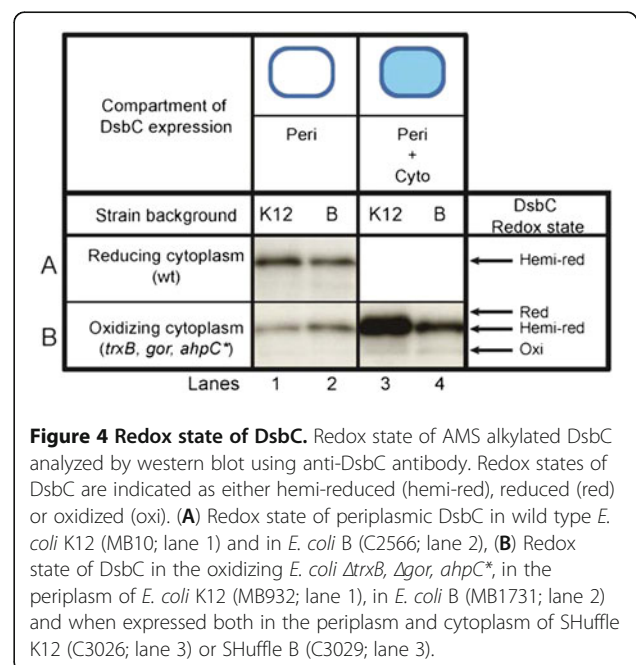 Compartment of
DsbC expression
Peri
Peri
+
Cyto
Strain background
K12
B
K12
B
DsbC
Redox state
A
Reducing cytoplasm
(wt)
Hemi-red
B
Oxidizing cytoplasm
(trxB, gor, ahpC*)
Red
Hemi-red
Oxi
Lanes
1
2
3
4
Figure 4 Redox state of DsbC. Redox state of AMS alkylated DsbC
analyzed by western blot using anti-DsbC antibody. Redox states of
DsbC are indicated as either hemi-reduced (hemi-red), reduced (red)
or oxidized (oxi). (A) Redox state of periplasmic DsbC in wild type E.
coli K12 (MB10; lane 1) and in E. coli B (C2566; lane 2), (B) Redox
state of DsbC in the oxidizing E. coli ΔtrxB, Δgor, ahpC*, in the
periplasm of E. coli K12 (MB932; lane 1), in E. coli B (MB1731; lane 2)
and when expressed both in the periplasm and cytoplasm of SHuffle
K12 (C3026; lane 3) or SHuffle B (C3029; lane 3).